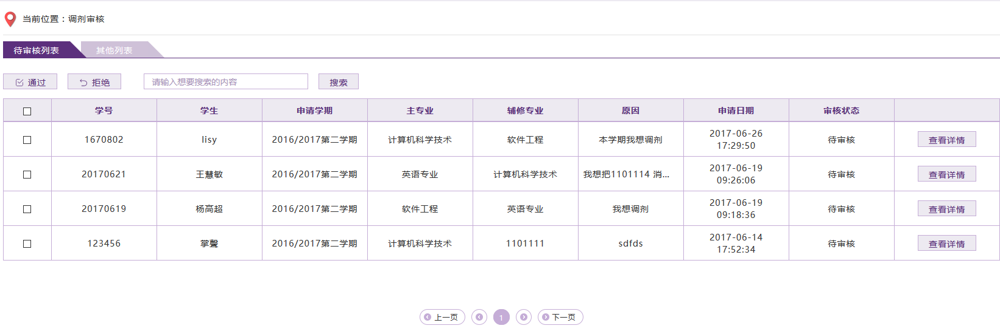 当前位置：调剂审核
待审核列表 其他列表
通过 拒绝 请输入想要搜索的内容 搜索
学号 学生 申请学期 主专业 辅修专业 原因 申请日期 审核状态
1670802 lisy 2016/2017第二学期 计算机科学技术 软件工程 本学期我想调剂 2017-06-26 17:29:50 待审核 查看详情
20170621 王慧敏 2016/2017第二学期 英语专业 计算机科学技术 我想把1101114 消... 2017-06-19 09:26:06 待审核 查看详情
20170619 杨高超 2016/2017第二学期 软件工程 英语专业 我想调剂 2017-06-19 09:18:36 待审核 查看详情
123456 2016/2017第二学期 计算机科学技术 1101111 sdfds 2017-06-14 17:52:34 待审核 查看详情
上一页 1 下一页